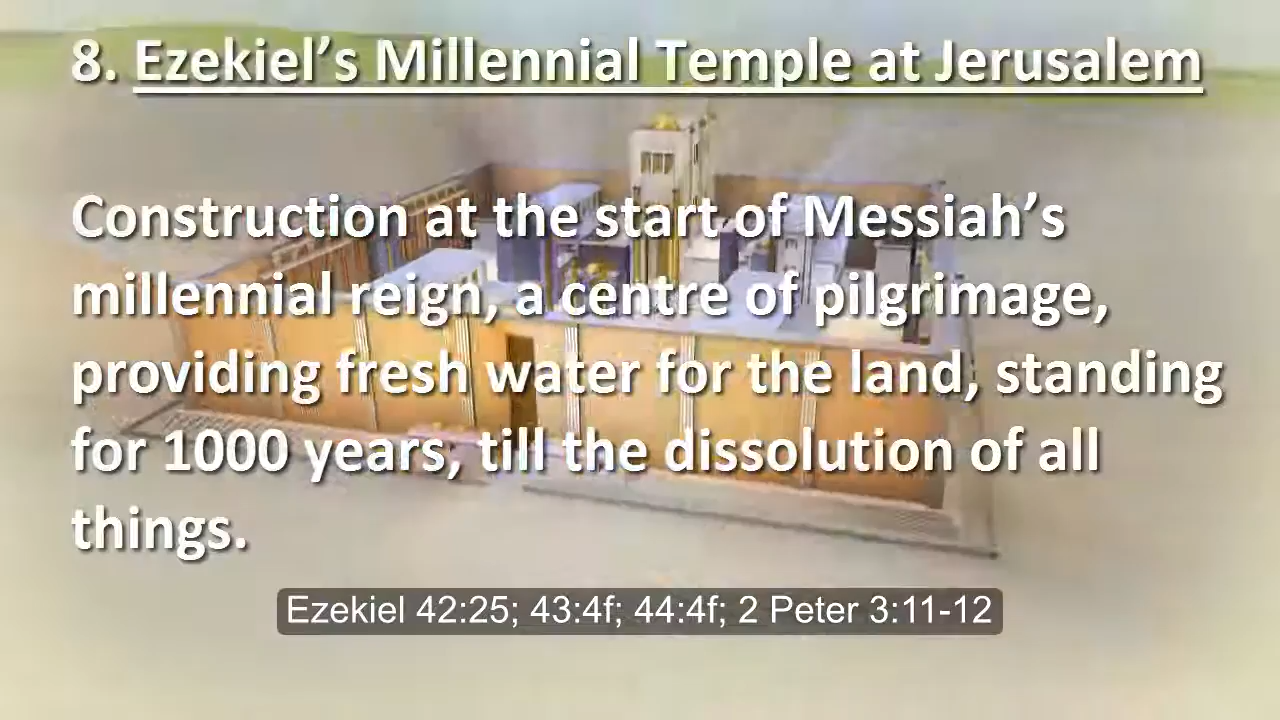 8. Ezekiel’s Millennial Temple at Jerusalem
Construction at the start of Messiah’s
millennial reign, a centre of pilgrimage,
providing fresh water for the land, standing
for 1000 years, till the dissolution of all
things.
Ezekiel 42:25; 43:4f; 44:4f; 2 Peter 3:11-12